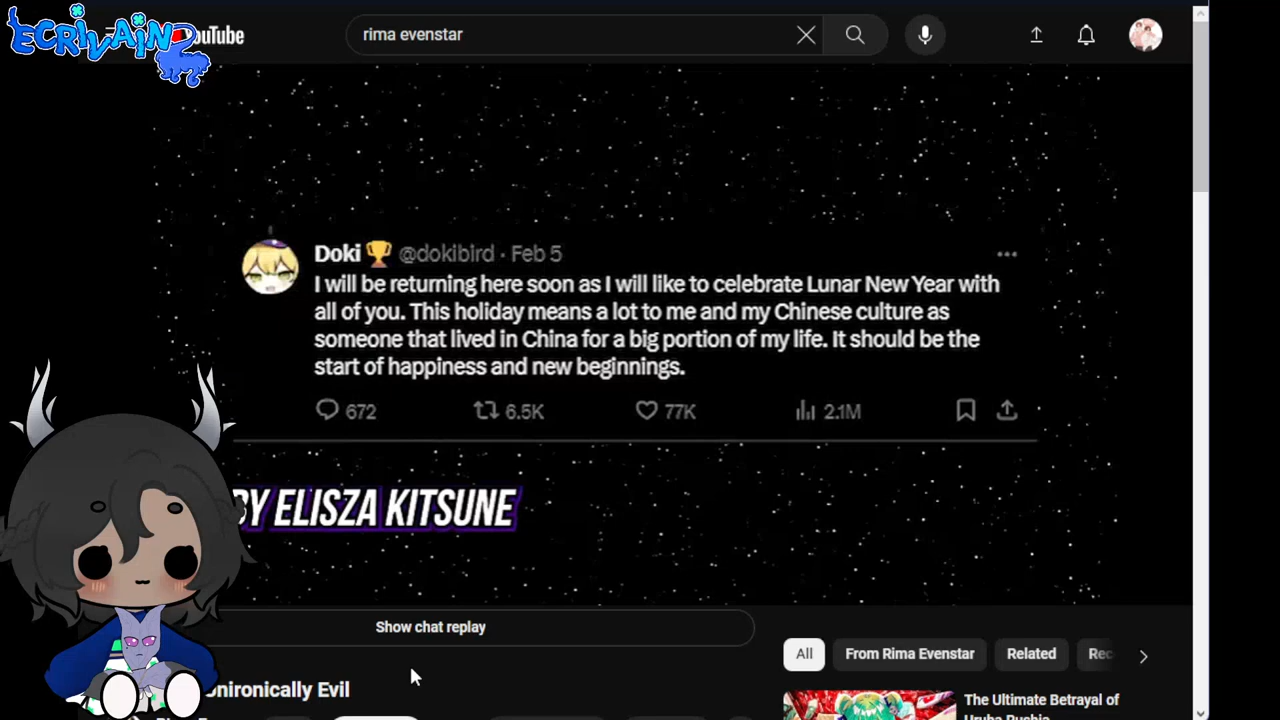 ECRIVAIN
ouTube
rima evenstar
Doki 🏆 @dokibird · Feb 5
I will be returning here soon as I will like to celebrate Lunar New Year with
all of you. This holiday means a lot to me and my Chinese culture as
someone that lived in China for a big portion of my life. It should be the
start of happiness and new beginnings.
672 6.5K 77K 2.1M
BY ELISZA KITSUNE
Show chat replay
All From Rima Evenstar Related Rec
nironically Evil
The Ultimate Betrayal of